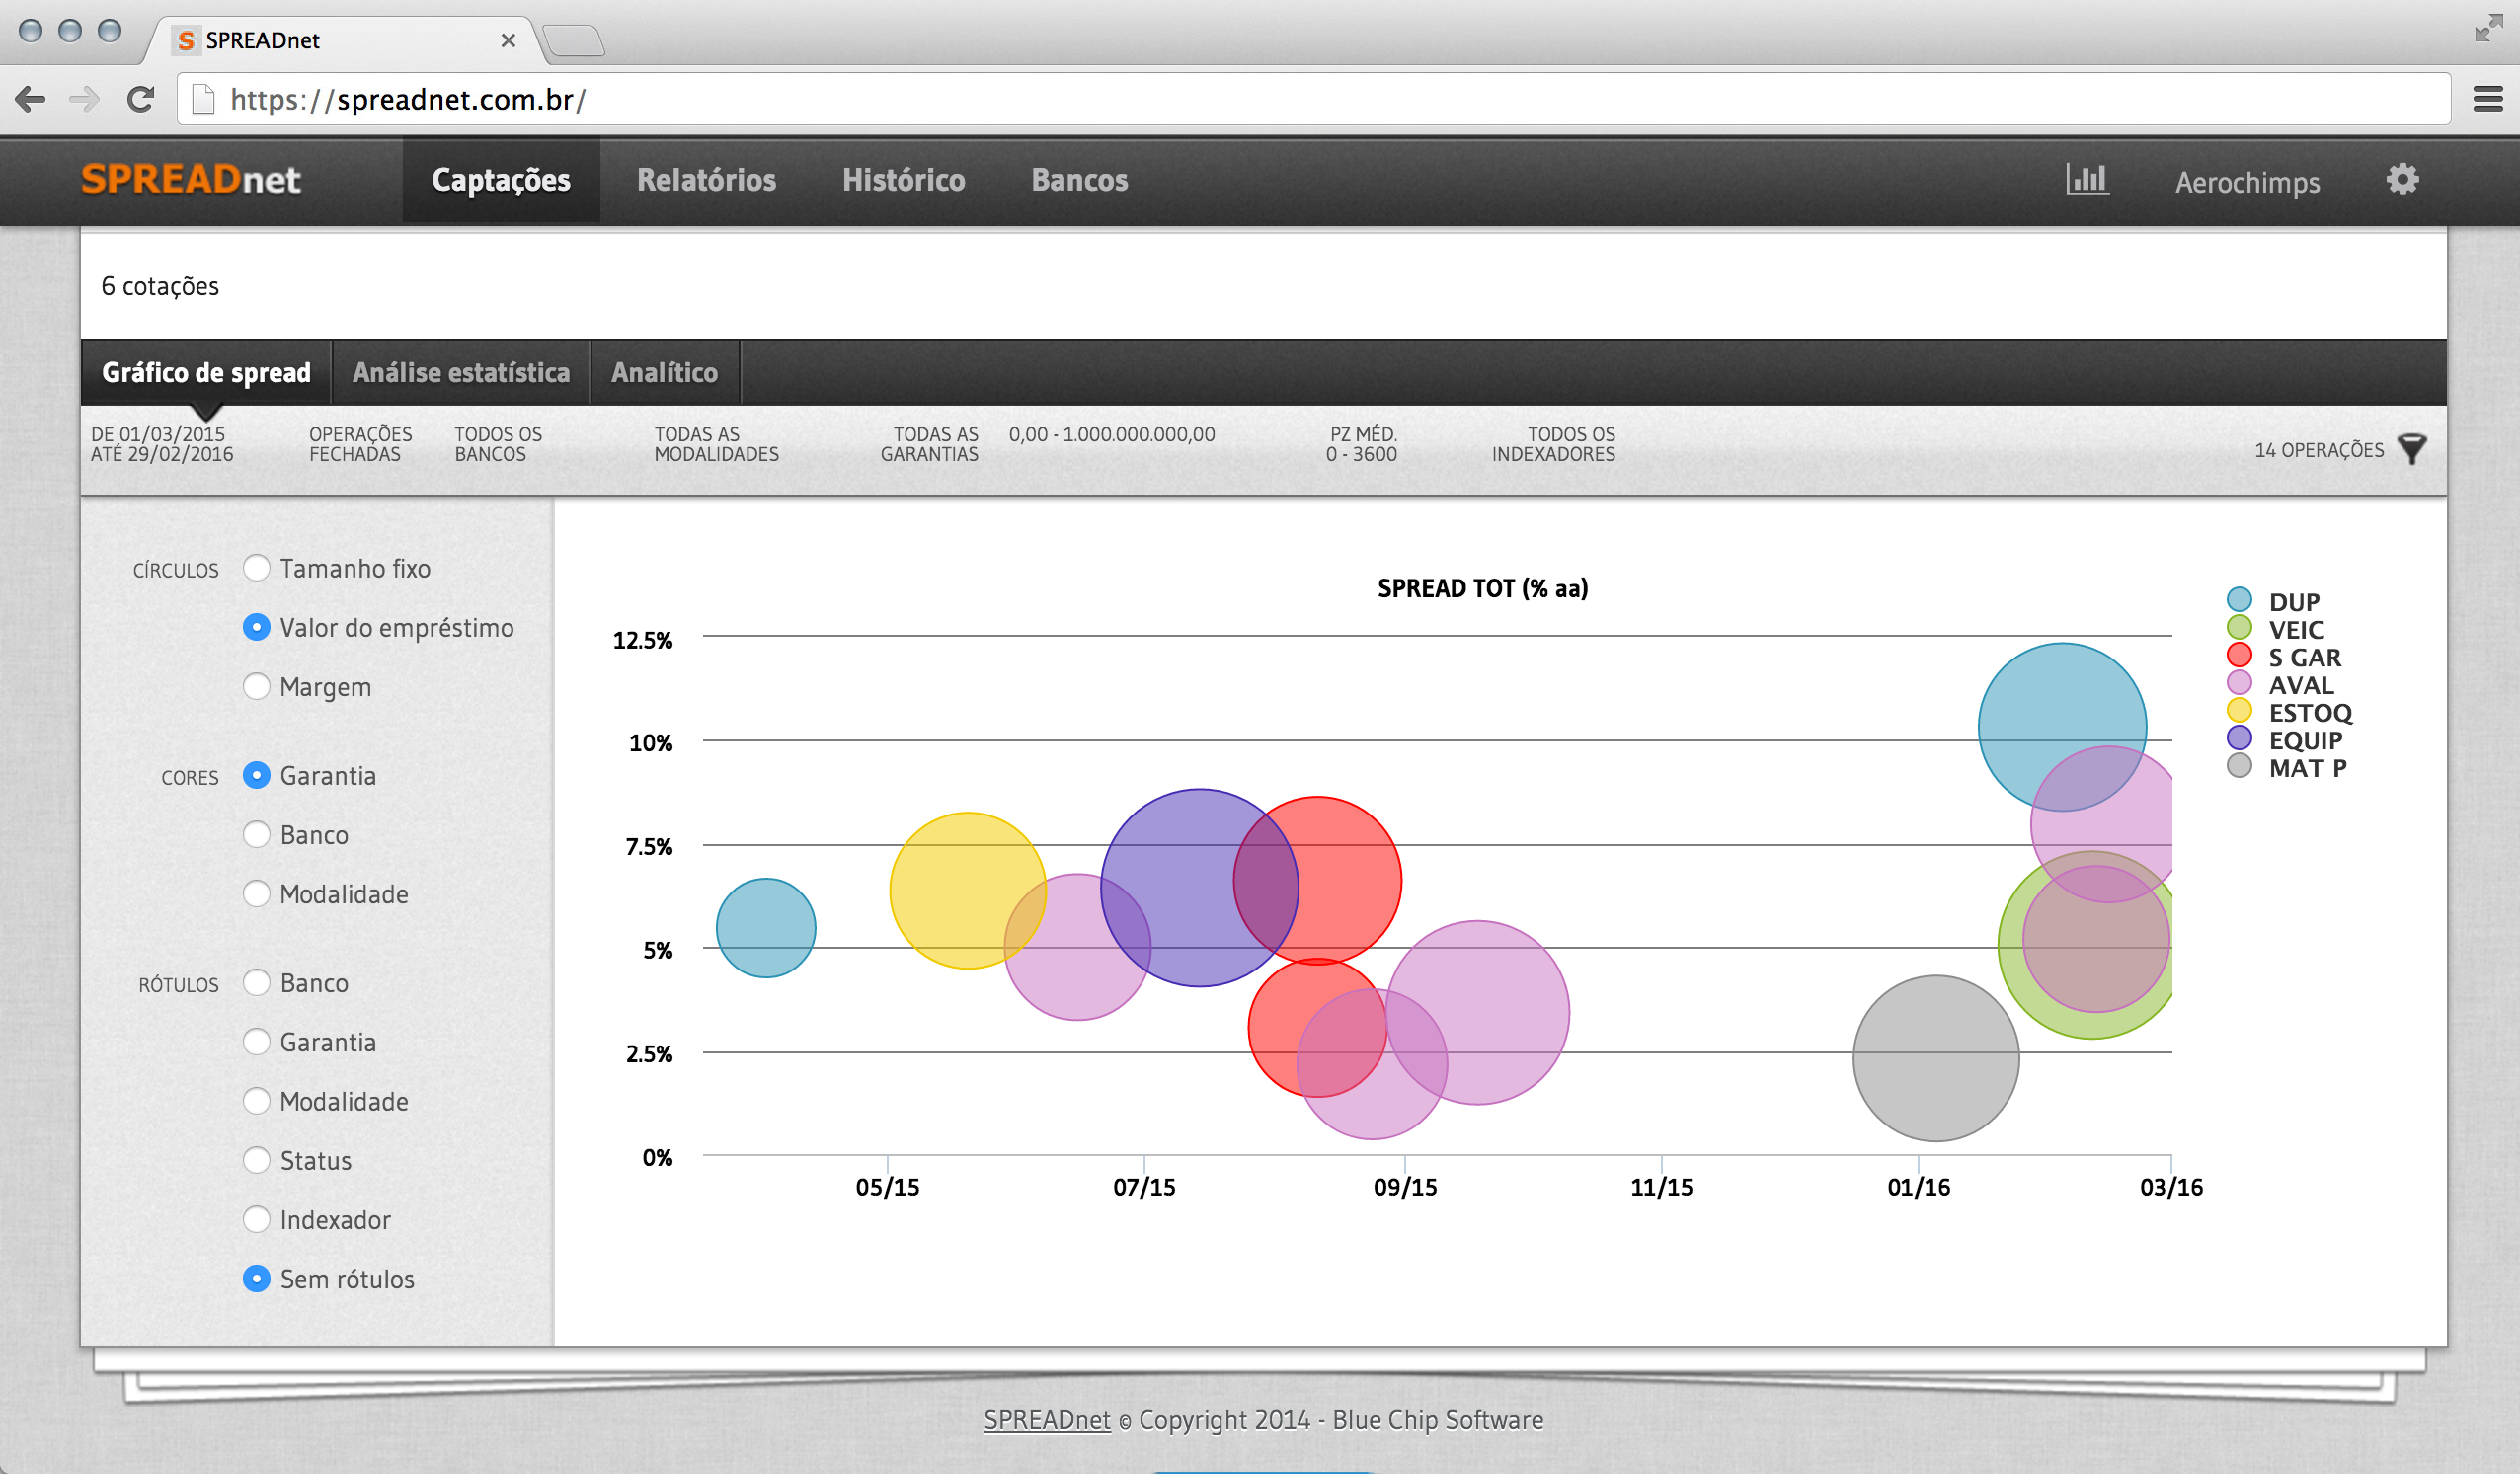 SPREADnet
https://spreadnet.com.br/
SPREADnet Captações Relatórios Histórico Bancos Aerochimps
6 cotações
Gráfico de spread Análise estatística Analítico
DE 01/03/2015 OPERAÇÕES TODOS OS TODAS AS TODAS AS 0,00 - 1.000.000.000,00 PZ MÉD. TODOS OS
ATÉ 29/02/2016 FECHADAS BANCOS MODALIDADES GARANTIAS 0 - 3600 INDEXADORES
14 OPERAÇÕES
CÍRCULOS Tamanho fixo
Valor do empréstimo
Margem
CORES Garantia
Banco
Modalidade
RÓTULOS Banco
Garantia
Modalidade
Status
Indexador
Sem rótulos
SPREAD TOT (% aa)
12.5%
10%
7.5%
5%
2.5%
0%
05/15 07/15 09/15 11/15 01/16 03/16
DUP
VEIC
S GAR
AVAL
ESTOQ
EQUIP
MAT P
SPREADnet © Copyright 2014 - Blue Chip Software